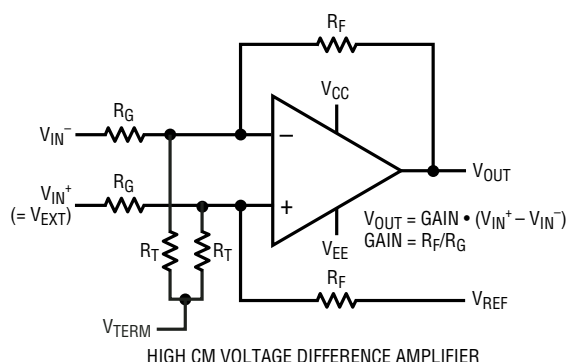 R_F
V_CC
R_G
V_IN⁻
−
V_OUT
V_IN⁺
R_G
(= V_EXT)
+
V_OUT = GAIN • (V_IN⁺ – V_IN⁻)
GAIN = R_F/R_G
R_T
R_T
V_EE
R_F
V_REF
V_TERM
HIGH CM VOLTAGE DIFFERENCE AMPLIFIER